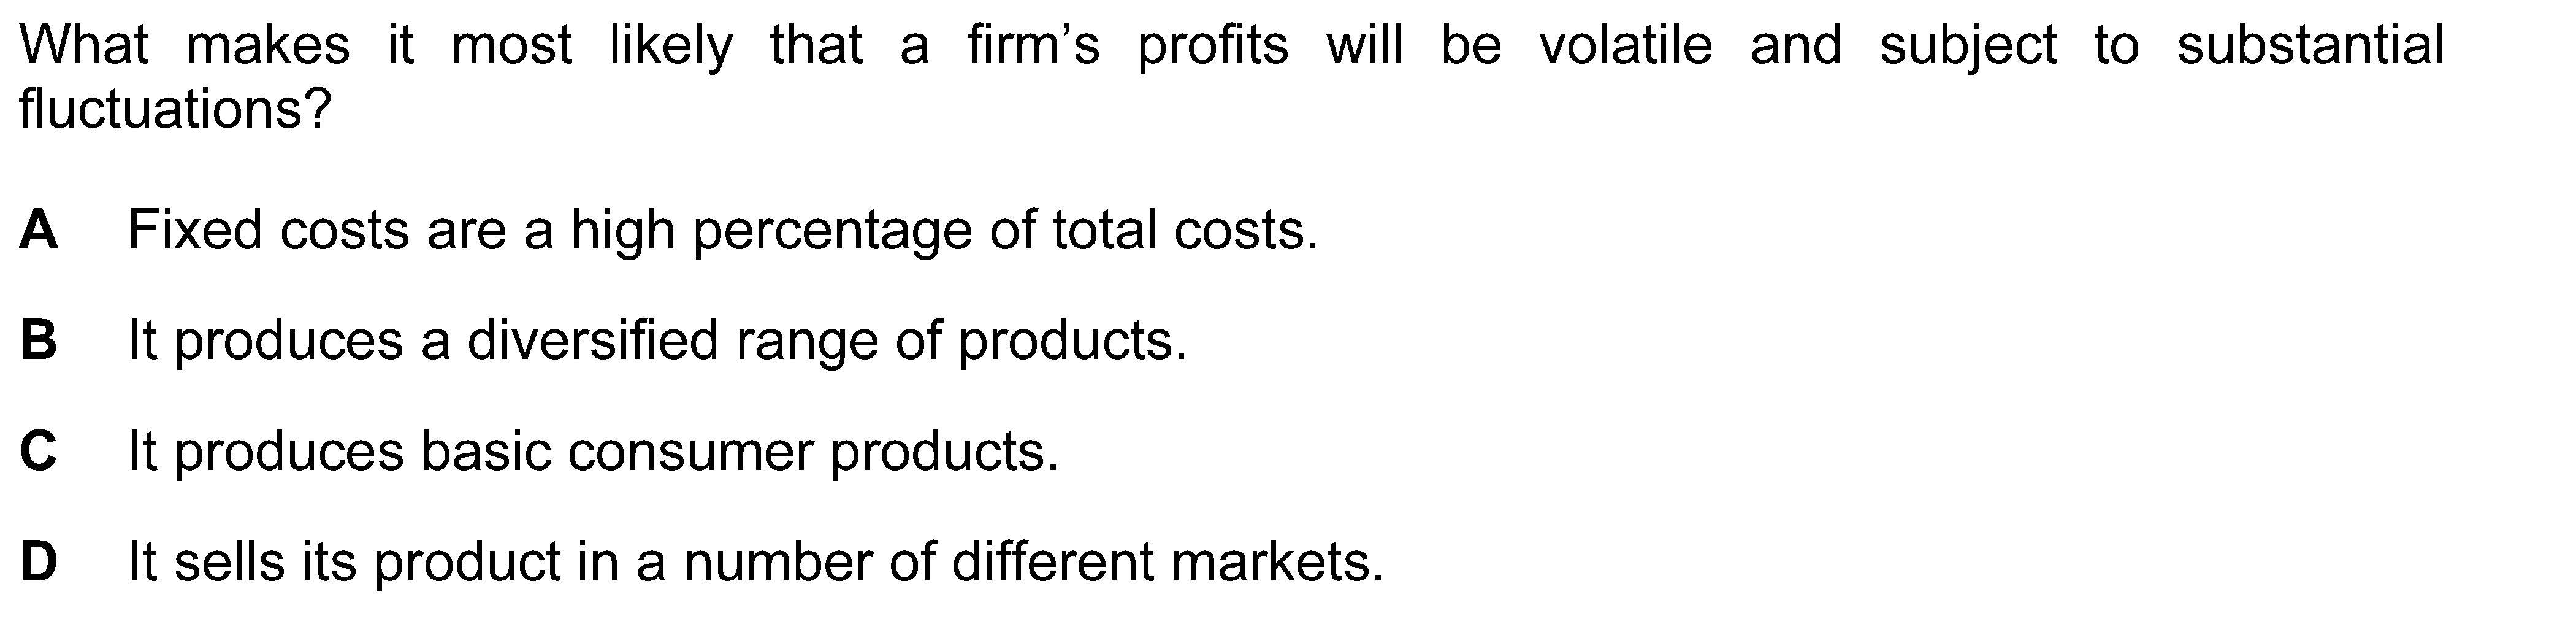 What makes it most likely that a firm’s profits will be volatile and subject to substantial
fluctuations?
A Fixed costs are a high percentage of total costs.
B It produces a diversified range of products.
C It produces basic consumer products.
D It sells its product in a number of different markets.